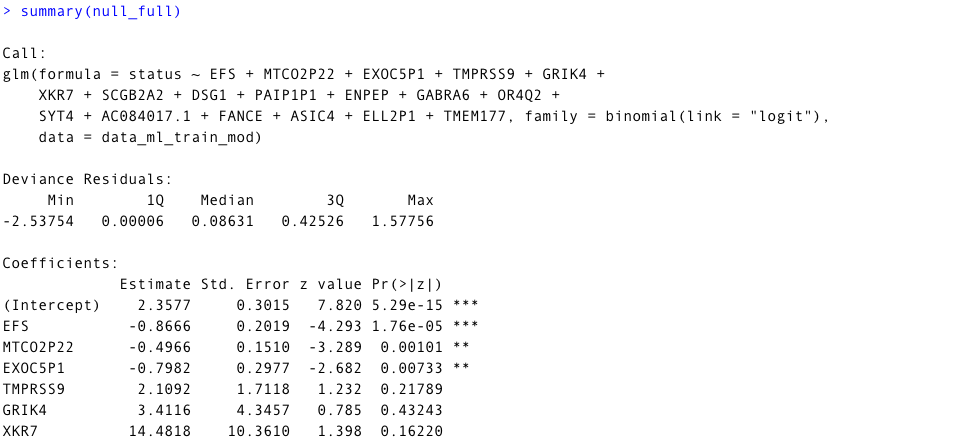 > summary(null_full)
Call:
glm(formula = status ~ EFS + MTCO2P22 + EXOC5P1 + TMPRSS9 + GRIK4 +
XKR7 + SCGB2A2 + DSG1 + PAIP1P1 + ENPEP + GABRA6 + OR4Q2 +
SYT4 + AC084017.1 + FANCE + ASIC4 + ELL2P1 + TMEM177, family = binomial(link = "logit"),
data = data_ml_train_mod)
Deviance Residuals:
Min 1Q Median 3Q Max
-2.53754 0.00006 0.08631 0.42526 1.57756
Coefficients:
Estimate Std. Error z value Pr(>|z|)
(Intercept) 2.3577 0.3015 7.820 5.29e-15 ***
EFS -0.8666 0.2019 -4.293 1.76e-05 ***
MTCO2P22 -0.4966 0.1510 -3.289 0.00101 **
EXOC5P1 -0.7982 0.2977 -2.682 0.00733 **
TMPRSS9 2.1092 1.7118 1.232 0.21789
GRIK4 3.4116 4.3457 0.785 0.43243
XKR7 14.4818 10.3610 1.398 0.16220